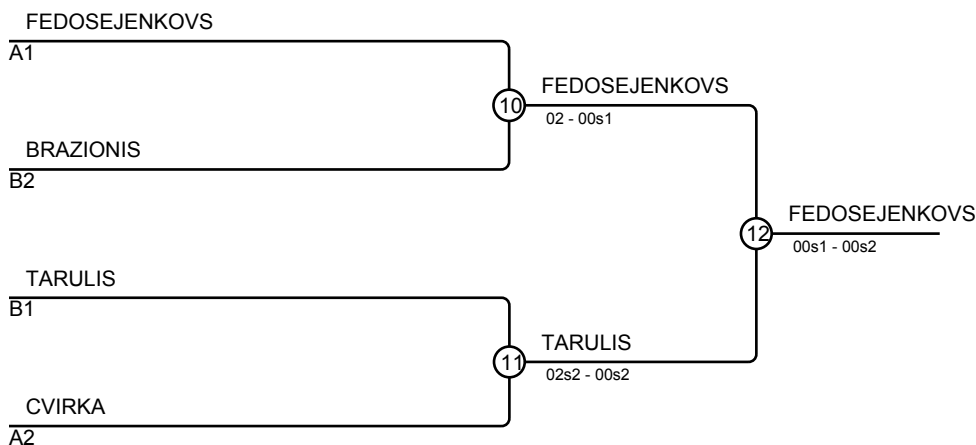 FEDOSEJENKOVS
A1
10
FEDOSEJENKOVS
02 - 00s1
BRAZIONIS
B2
12
FEDOSEJENKOVS
00s1 - 00s2
TARULIS
B1
11
TARULIS
02s2 - 00s2
CVIRKA
A2